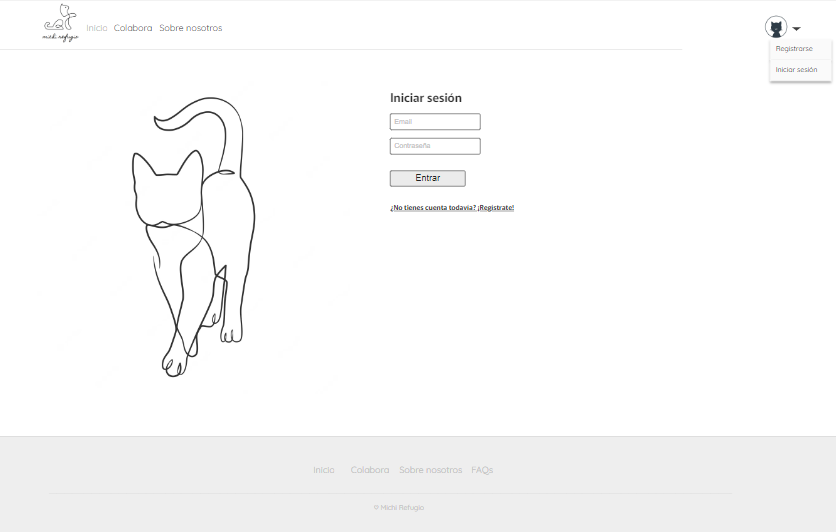 michi refugio
Inicio Colabora Sobre nosotros
Registrarse
Iniciar sesión
Iniciar sesión
Email
Contraseña
Entrar
¿No tienes cuenta todavia? ¡Registrate!
Inicio Colabora Sobre nosotros FAQs
© Michi Refugio